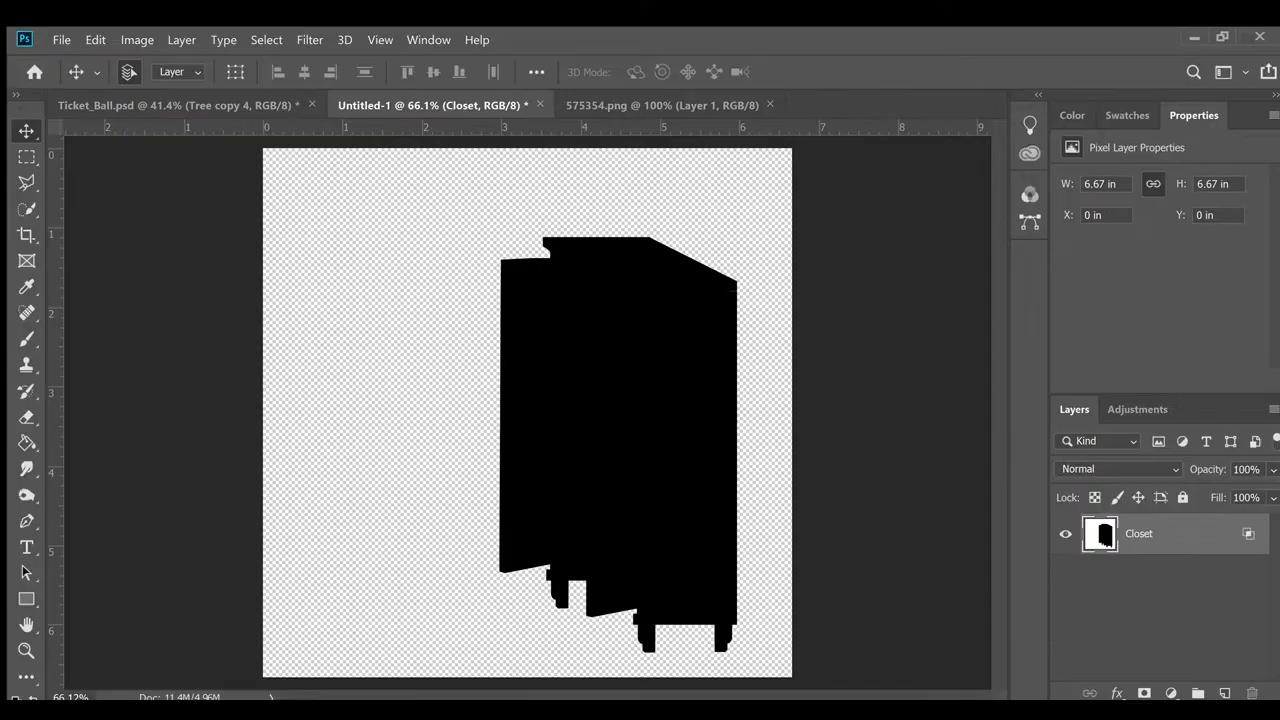 Ps File Edit Image Layer Type Select Filter 3D View Window Help
Layer 3D Mode:
Ticket_Ball.psd @ 41.4% (Tree copy 4, RGB/8) * × Untitled-1 @ 66.1% (Closet, RGB/8) * × 575354.png @ 100% (Layer 1, RGB/8) ×
Color Swatches Properties
2 1 0 1 2 3 4 5 6 7 8 9
Pixel Layer Properties
W: 6.67 in H: 6.67 in
X: 0 in Y: 0 in
0
1
2
3
4
5
6
Layers Adjustments
Kind
Normal Opacity: 100%
Lock: Fill: 100%
Closet
fx
66.12% Doc: 11.4M/4.96M